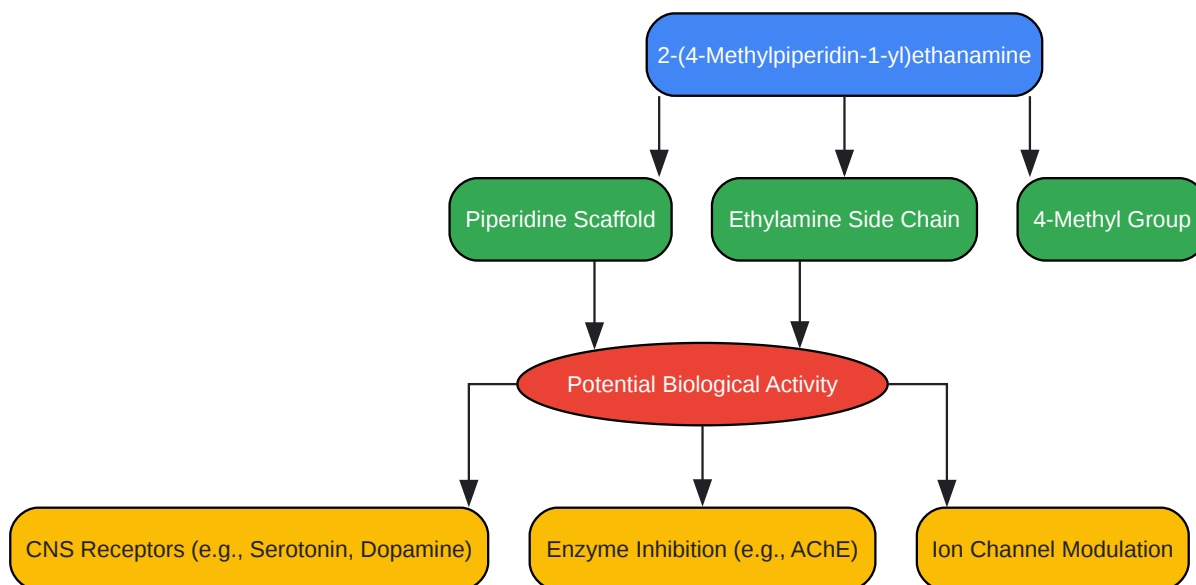 2-(4-Methylpiperidin-1-yl)ethanamine
Piperidine Scaffold
Ethylamine Side Chain
4-Methyl Group
Potential Biological Activity
CNS Receptors (e.g., Serotonin, Dopamine)
Enzyme Inhibition (e.g., AChE)
Ion Channel Modulation